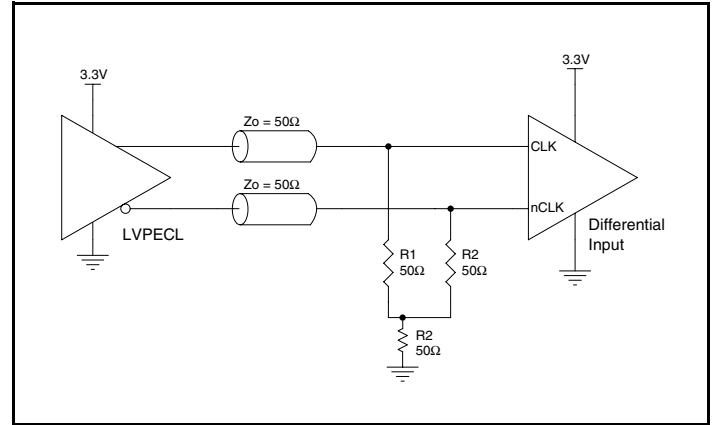 3.3V
3.3V
Zo = 50Ω
CLK
Zo = 50Ω
nCLK
LVPECL
Differential
Input
R1
50Ω
R2
50Ω
R2
50Ω